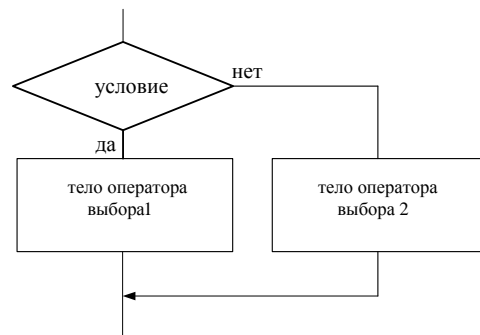 условие
нет
да
тело оператора
выбора1
тело оператора
выбора 2